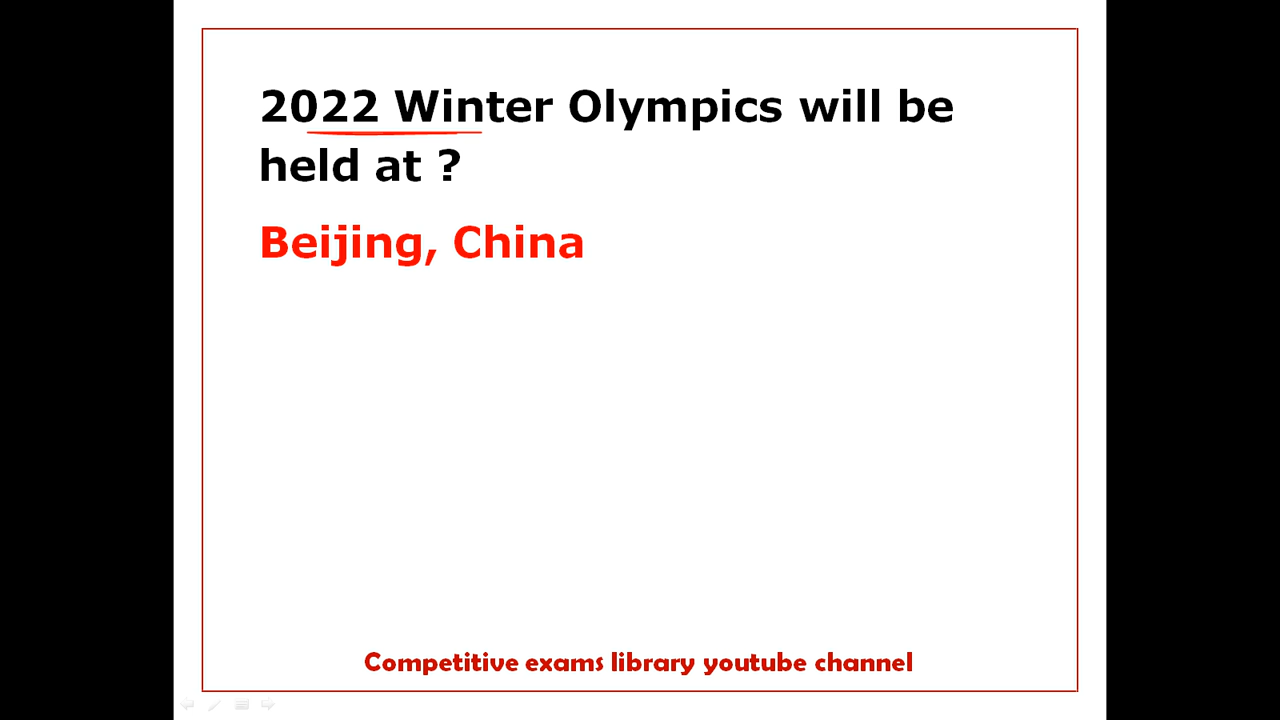 2022 Winter Olympics will be
held at ?
Beijing, China
Competitive exams library youtube channel